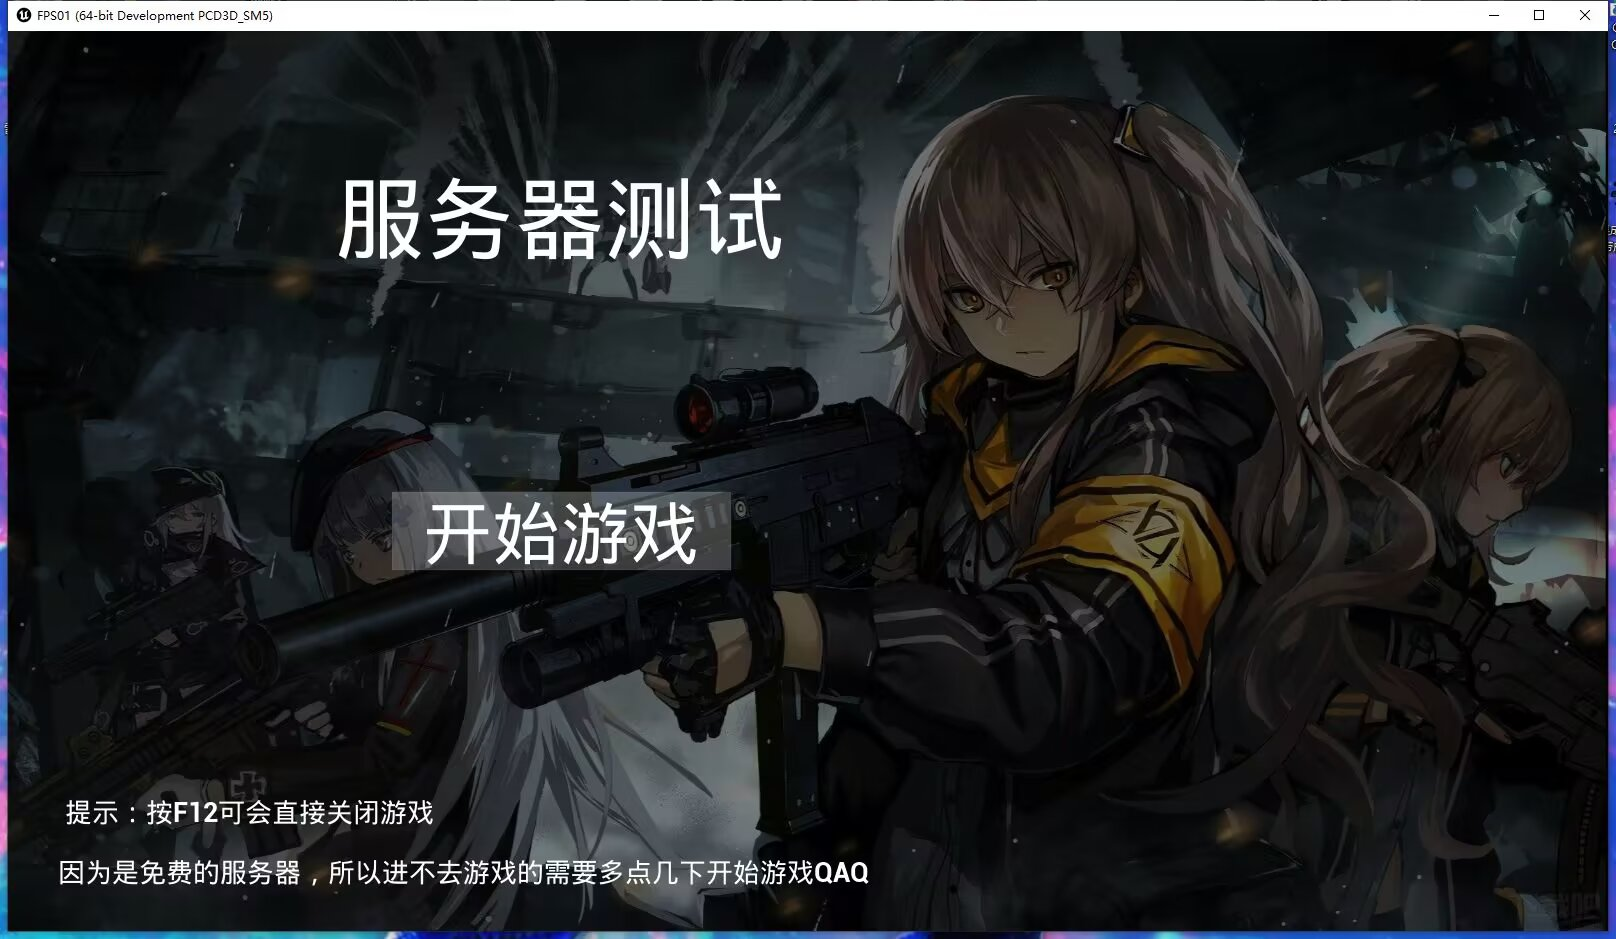 FPS01 (64-bit Development PCD3D_SM5)
服务器测试
开始游戏
提示：按F12可会直接关闭游戏
因为是免费的服务器，所以进不去游戏的需要多点几下开始游戏QAQ